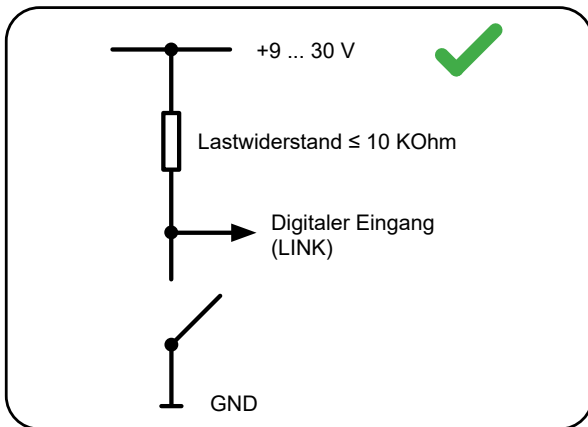 +9 ... 30 V
Lastwiderstand ≤ 10 KOhm
Digitaler Eingang
(LINK)
GND